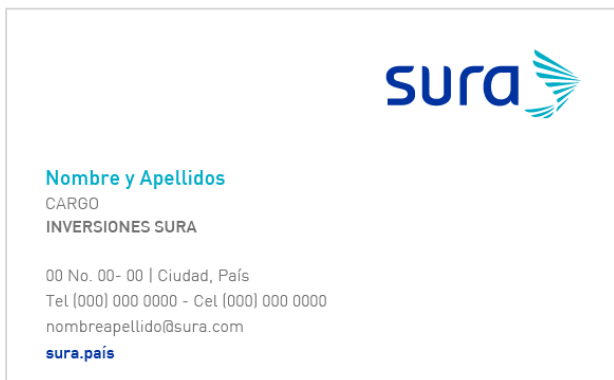 sura
Nombre y Apellidos
CARGO
INVERSIONES SURA
00 No. 00- 00 | Ciudad, País
Tel (000) 000 0000 - Cel (000) 000 0000
nombreapellido@sura.com
sura.país